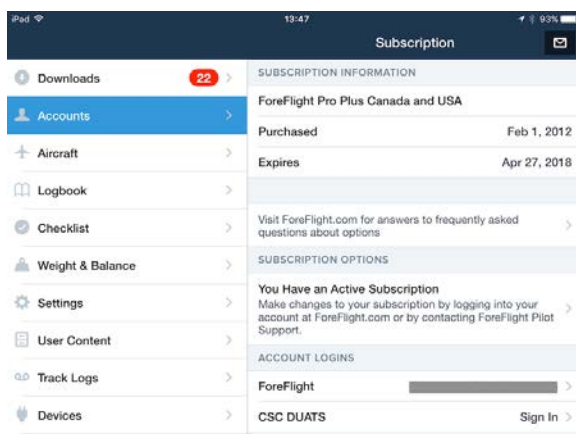 iPad 13:47 93%
Subscription
Downloads 22
Accounts
Aircraft
Logbook
Checklist
Weight & Balance
Settings
User Content
Track Logs
Devices
SUBSCRIPTION INFORMATION
ForeFlight Pro Plus Canada and USA
Purchased Feb 1, 2012
Expires Apr 27, 2018
Visit ForeFlight.com for answers to frequently asked
questions about options
SUBSCRIPTION OPTIONS
You Have an Active Subscription
Make changes to your subscription by logging into your
account at ForeFlight.com or by contacting ForeFlight Pilot
Support.
ACCOUNT LOGINS
ForeFlight
CSC DUATS Sign In